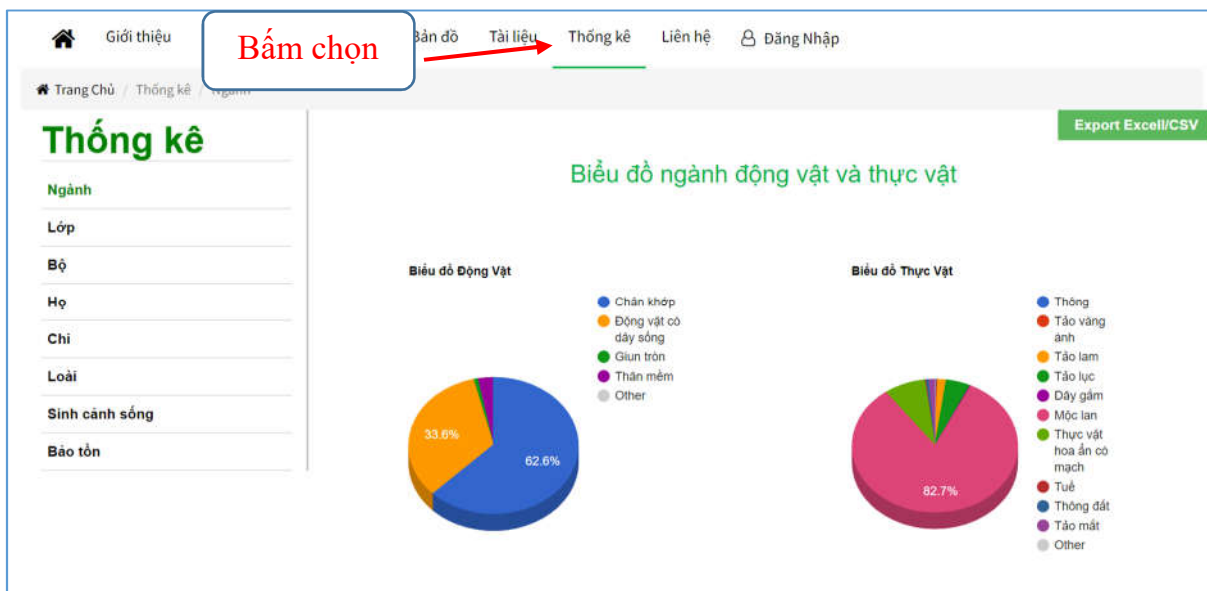 Giới thiệu
Bấm chọn
Bản đồ
Tài liệu
Thống kê
Liên hệ
Đăng Nhập
Trang Chủ / Thống kê / Ngành
Thống kê
Export Excell/CSV
Biểu đồ ngành động vật và thực vật
Ngành
Lớp
Bộ
Họ
Chi
Loài
Sinh cảnh sống
Bảo tồn
Biểu đồ Động Vật
Chân khớp
Động vật có
dây sống
Giun tròn
Thân mềm
Other
33.6%
62.6%
Biểu đồ Thực Vật
Thông
Tảo vàng
ánh
Tảo lam
Tảo lục
Dây gắm
Mộc lan
Thực vật
hoa ẩn có
mạch
Tuế
Thông đất
Tảo mắt
Other
82.7%